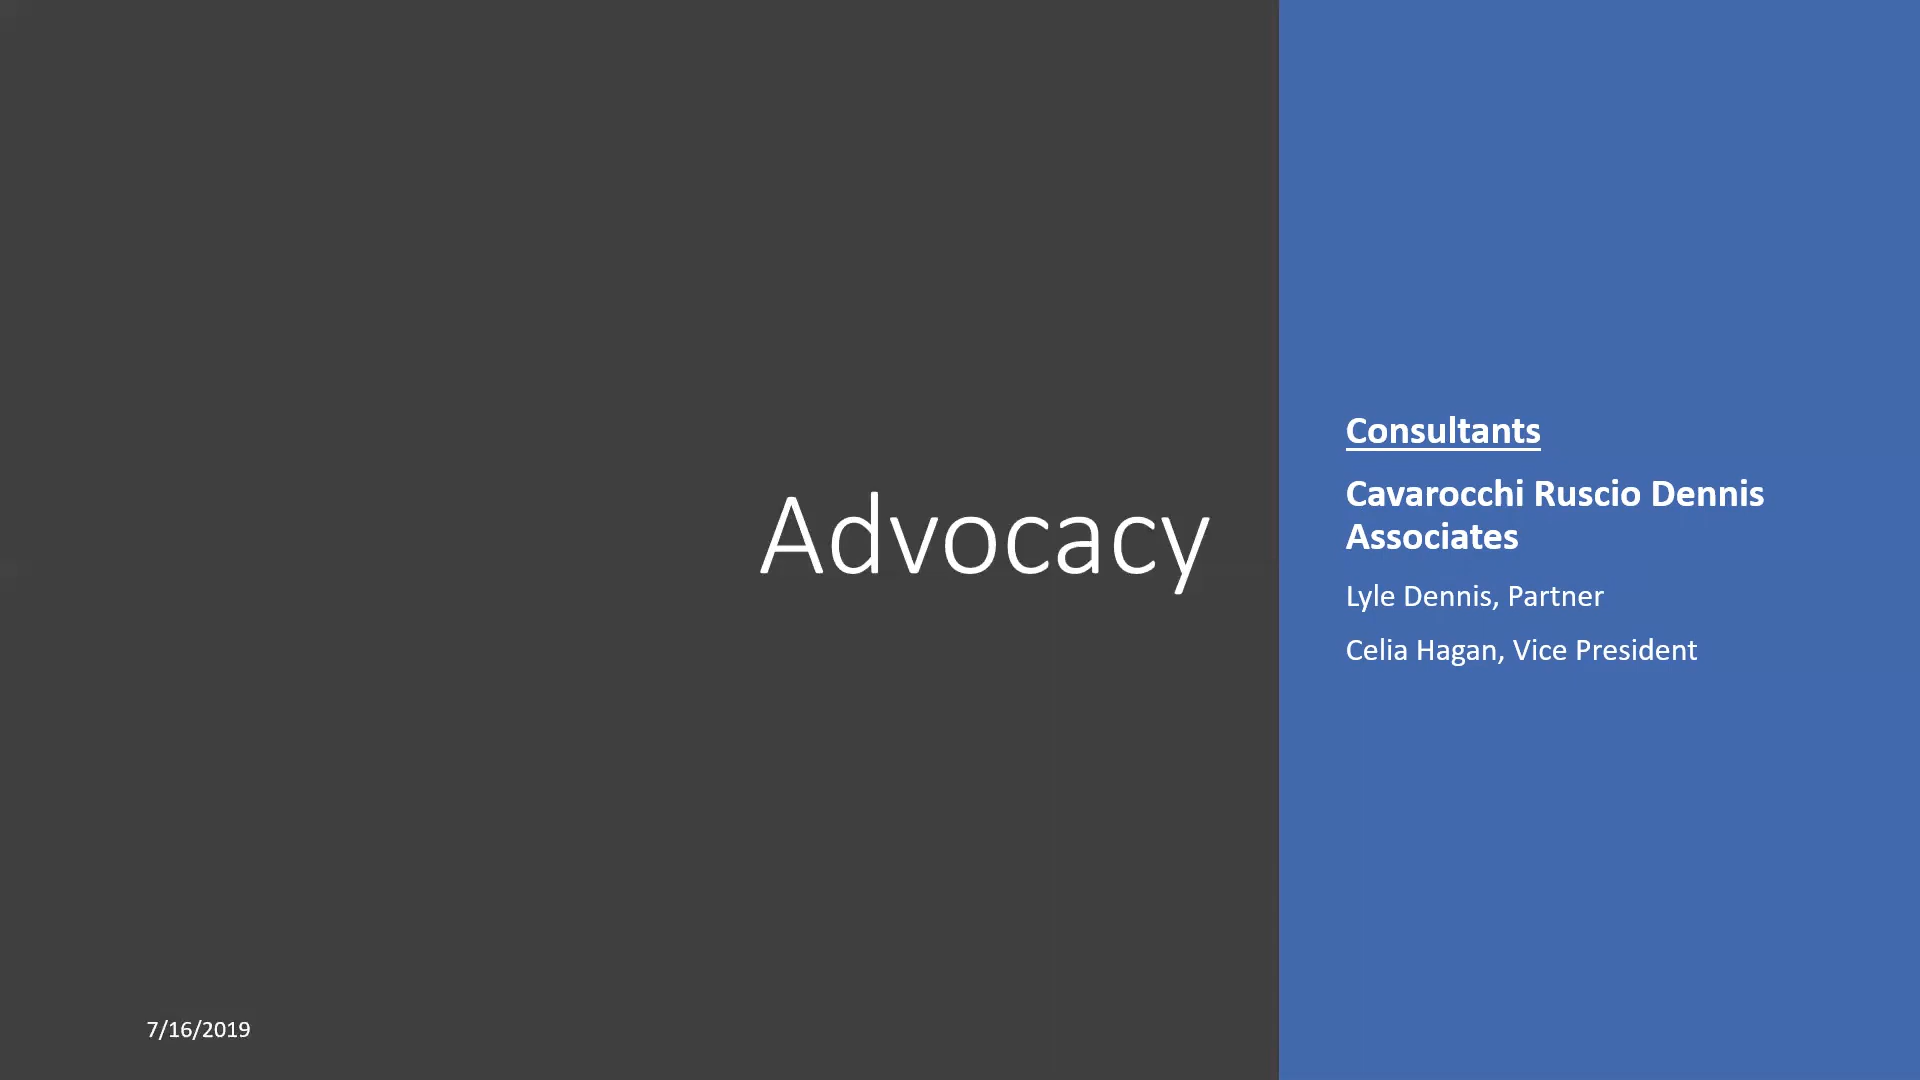 Advocacy
Consultants
Cavarocchi Ruscio Dennis
Associates
Lyle Dennis, Partner
Celia Hagan, Vice President
7/16/2019